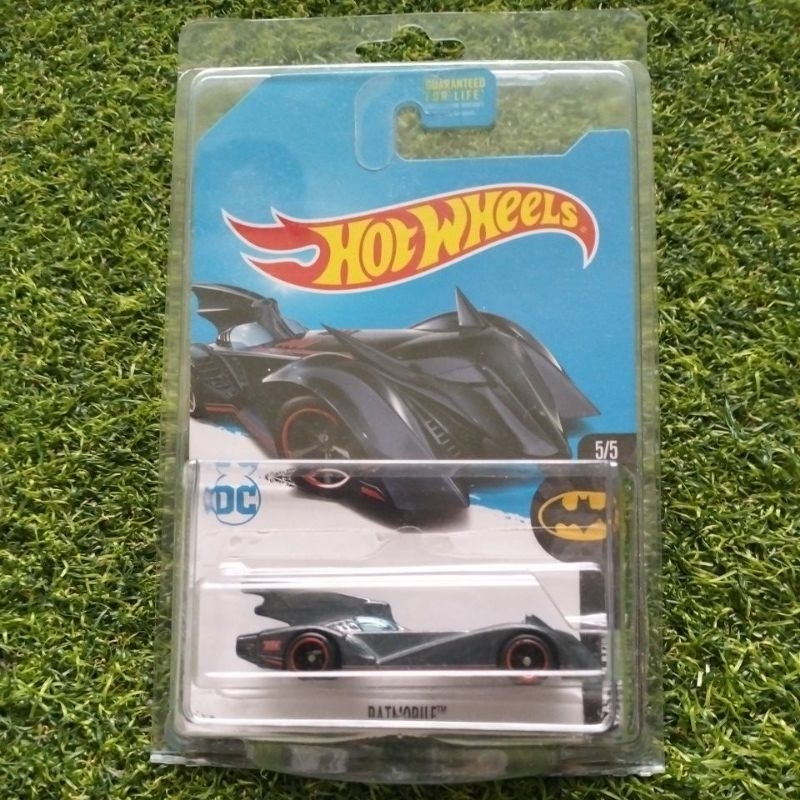 GUARANTEED
FOR LIFE
HOT WHEELS
5/5
DC
BATMOBILE™